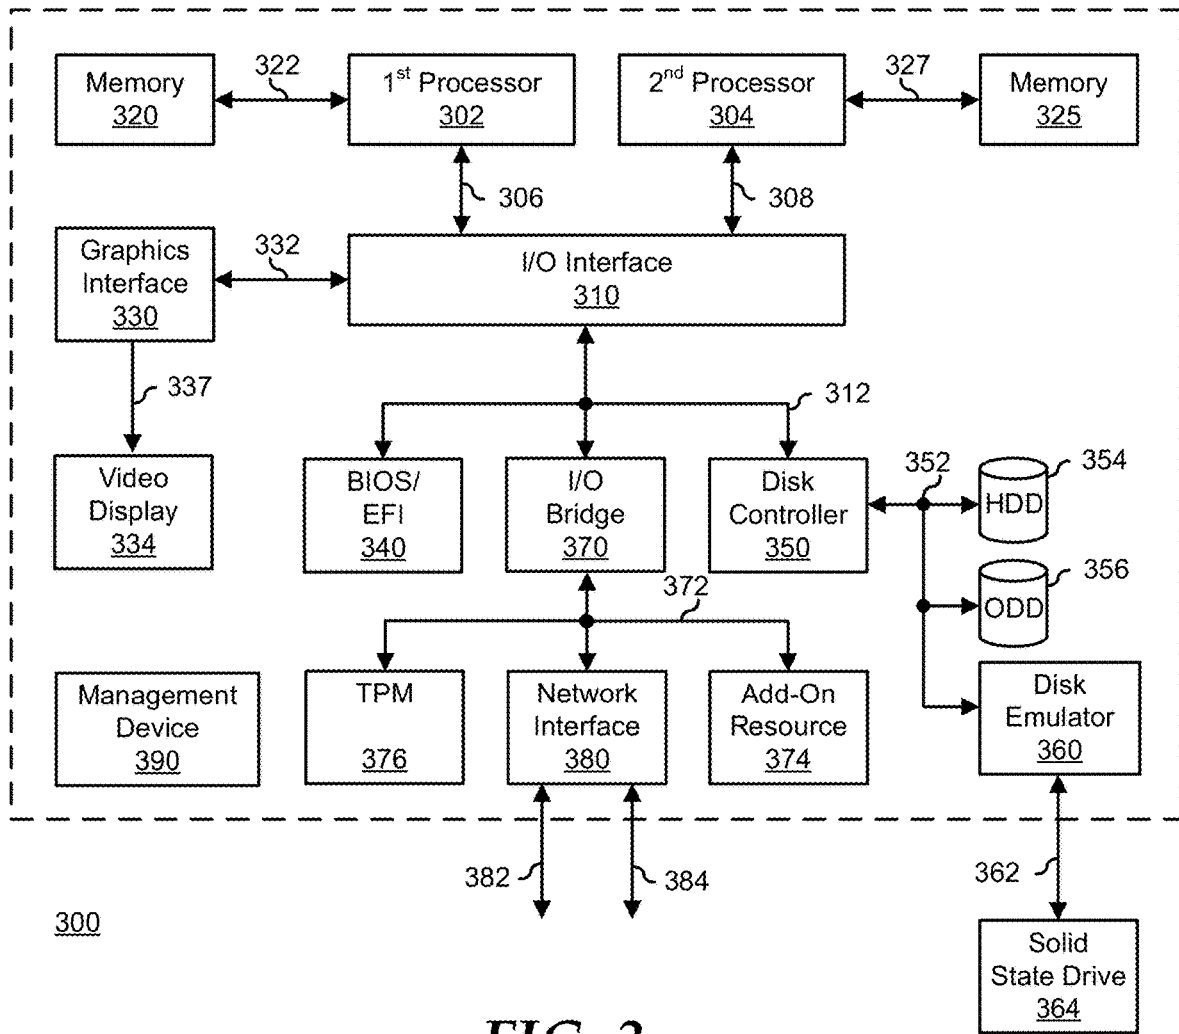 Memory
320
322
1st Processor
302
2nd Processor
304
327
Memory
325
306
308
Graphics
Interface
330
332
I/O Interface
310
337
312
Video
Display
334
BIOS/
EFI
340
I/O
Bridge
370
Disk
Controller
350
352
HDD
354
ODD
356
372
Management
Device
390
TPM
376
Network
Interface
380
Add-On
Resource
374
Disk
Emulator
360
382
384
362
300
Solid
State Drive
364